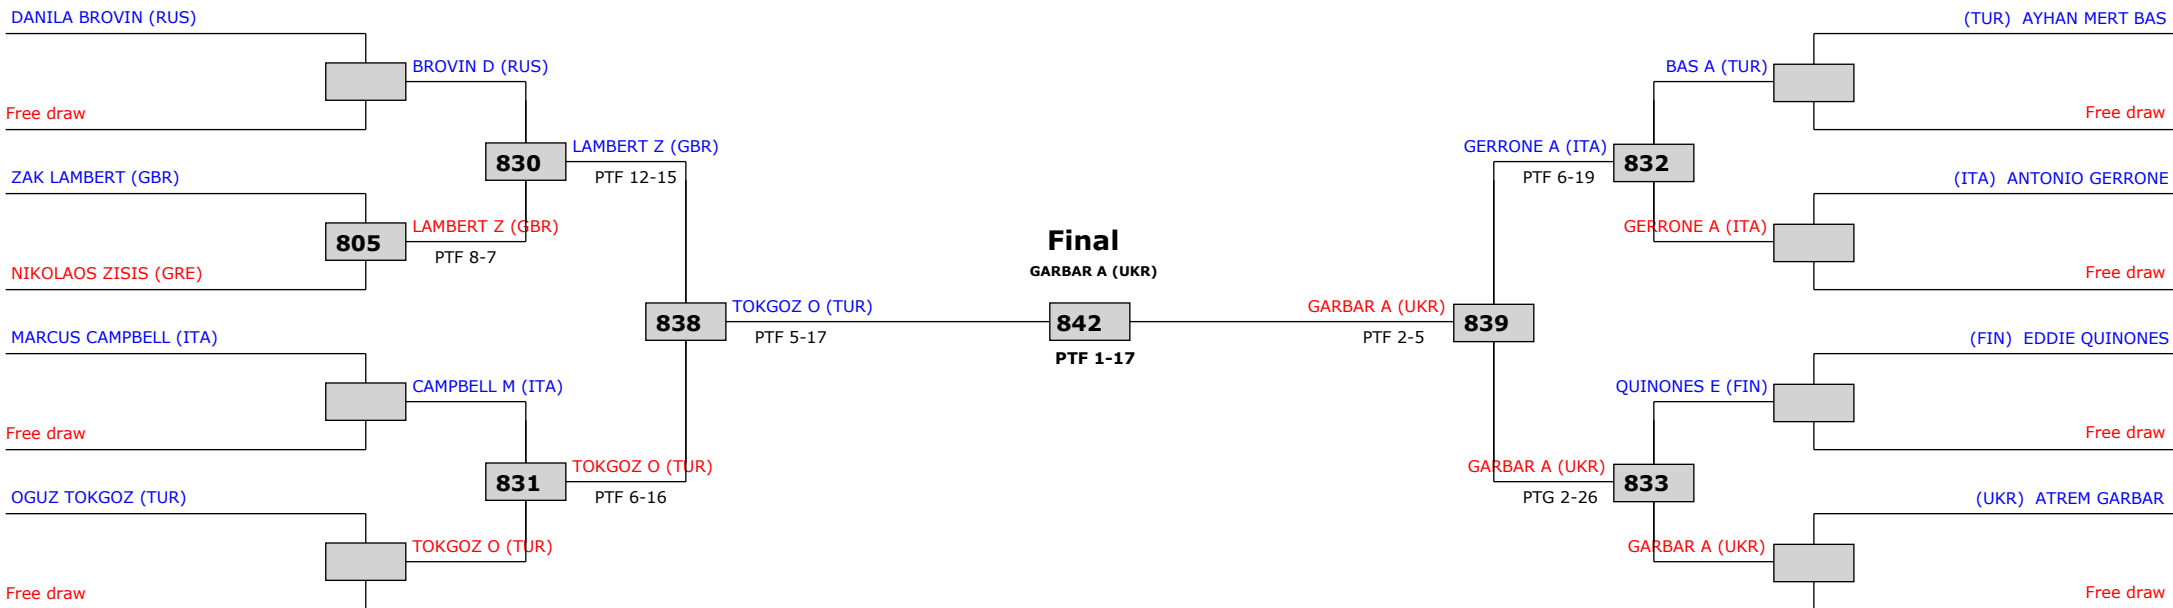 DANILA BROVIN (RUS)
(TUR) AYHAN MERT BAS
BROVIN D (RUS)
BAS A (TUR)
Free draw
Free draw
LAMBERT Z (GBR)
GERRONE A (ITA)
830
832
PTF 12-15
PTF 6-19
ZAK LAMBERT (GBR)
(ITA) ANTONIO GERRONE
LAMBERT Z (GBR)
GERRONE A (ITA)
805
PTF 8-7
Final
NIKOLAOS ZISIS (GRE)
GARBAR A (UKR)
Free draw
TOKGOZ O (TUR)
GARBAR A (UKR)
838
842
839
MARCUS CAMPBELL (ITA)
PTF 5-17
PTF 2-5
(FIN) EDDIE QUINONES
PTF 1-17
CAMPBELL M (ITA)
QUINONES E (FIN)
Free draw
Free draw
TOKGOZ O (TUR)
GARBAR A (UKR)
831
833
OGUZ TOKGOZ (TUR)
PTF 6-16
PTG 2-26
(UKR) ATREM GARBAR
TOKGOZ O (TUR)
GARBAR A (UKR)
Free draw
Free draw